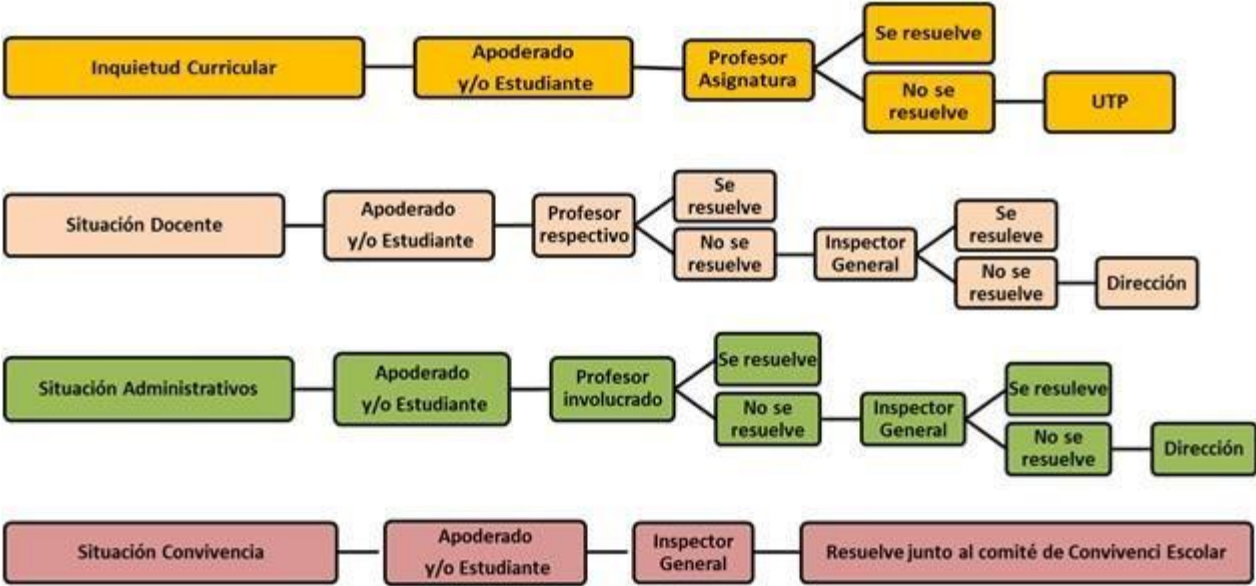 Inquietud Curricular
Apoderado
y/o Estudiante
Profesor
Asignatura
Se resuelve
No se
resuelve
UTP
Situación Docente
Apoderado
y/o Estudiante
Profesor
respectivo
Se
resuelve
No se
resuelve
Inspector
General
Se
resuleve
No se
resuelve
Dirección
Situación Administrativos
Apoderado
y/o Estudiante
Profesor
involucrado
Se resuelve
No se
resuelve
Inspector
General
Se resuleve
No se
resuelve
Dirección
Situación Convivencia
Apoderado
y/o Estudiante
Inspector
General
Resuelve junto al comité de Convivenci Escolar